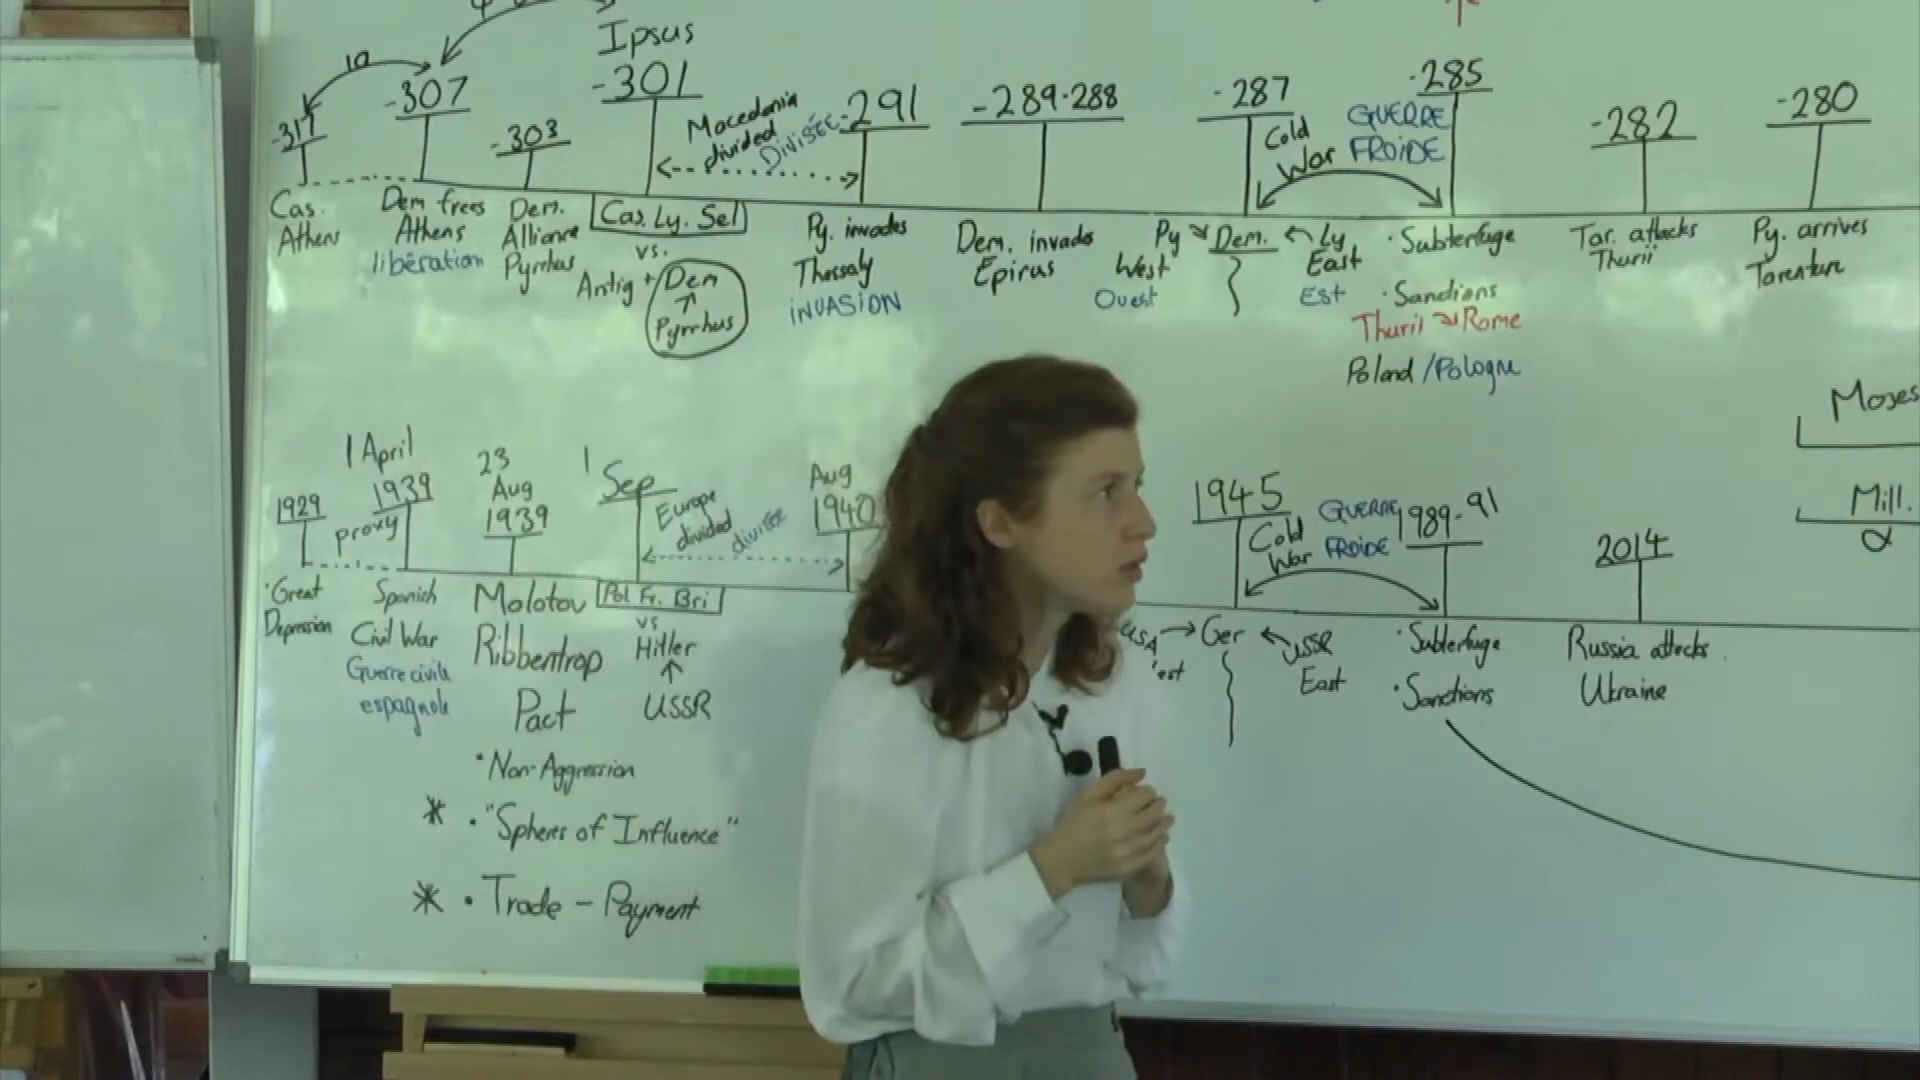 10
Ipsus
-317
-307
-303
-301
Macedonia
divided
DIVISÉE
-291
-289-288
-287
Cold
War
GUERRE
FROIDE
-285
-282
-280
Cas.
Athens
Dem frees
Athens
libération
Dem.
Alliance
Pyrrhus
Cas. Ly. Sel
vs.
Antig + Dem
↑
Pyrrhus
Py. invades
Thessaly
iNVASION
Dem. invades
Epirus
Py → Dem. ← Ly
West
Ouest
East
Est
· Subterfuge
· Sanctions
Thurii → Rome
Poland / Pologne
Tar. attacks
Thurii
Py. arrives
Tarentum
Moses
Mill.
α
1929
proxy
1 April
1939
23
Aug
1939
1
Sep
Europe
divided
divisée
Aug
1940
1945
Cold
War
GUERRE
FROIDE
1989-91
2014
· Great
Depression
Spanish
Civil War
Guerre civile
espagnole
Molotov
Ribbentrop
Pact
· Non-Aggression
* · "Spheres of Influence"
* · Trade - Payment
Pol Fr. Bri
vs
Hitler
↑
USSR
USA → Ger ← USSR
East
· Subterfuge
· Sanctions
Russia attacks
Ukraine